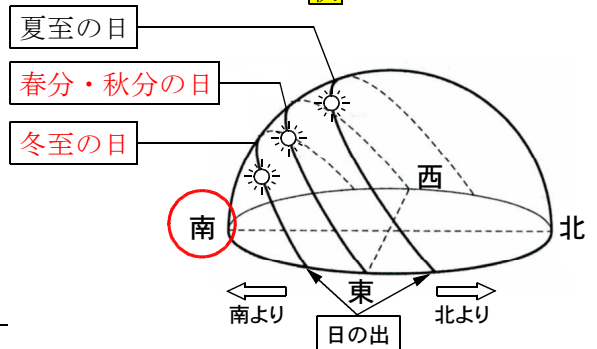 夏至の日
春分・秋分の日
冬至の日
西
南
北
東
南より
北より
日の出